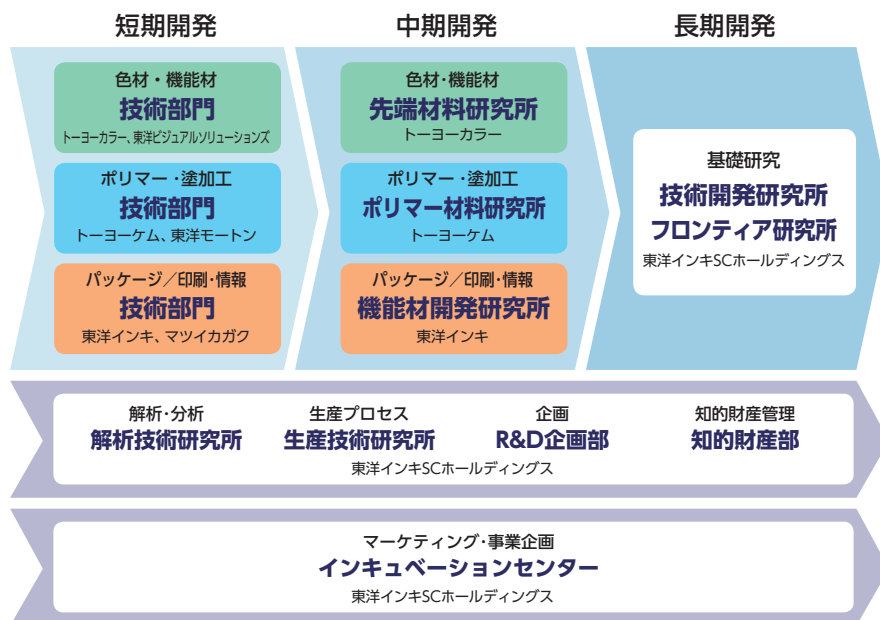 短期開発
中期開発
長期開発
色材・機能材
技術部門
トーヨーカラー、東洋ビジュアルソリューションズ
ポリマー・塗加工
技術部門
トーヨーケム、東洋モートン
パッケージ／印刷・情報
技術部門
東洋インキ、マツイカガク
色材・機能材
先端材料研究所
トーヨーカラー
ポリマー・塗加工
ポリマー材料研究所
トーヨーケム
パッケージ／印刷・情報
機能材開発研究所
東洋インキ
基礎研究
技術開発研究所
フロンティア研究所
東洋インキSCホールディングス
解析・分析
解析技術研究所
生産プロセス
生産技術研究所
企画
R&D企画部
知的財産管理
知的財産部
東洋インキSCホールディングス
マーケティング・事業企画
インキュベーションセンター
東洋インキSCホールディングス